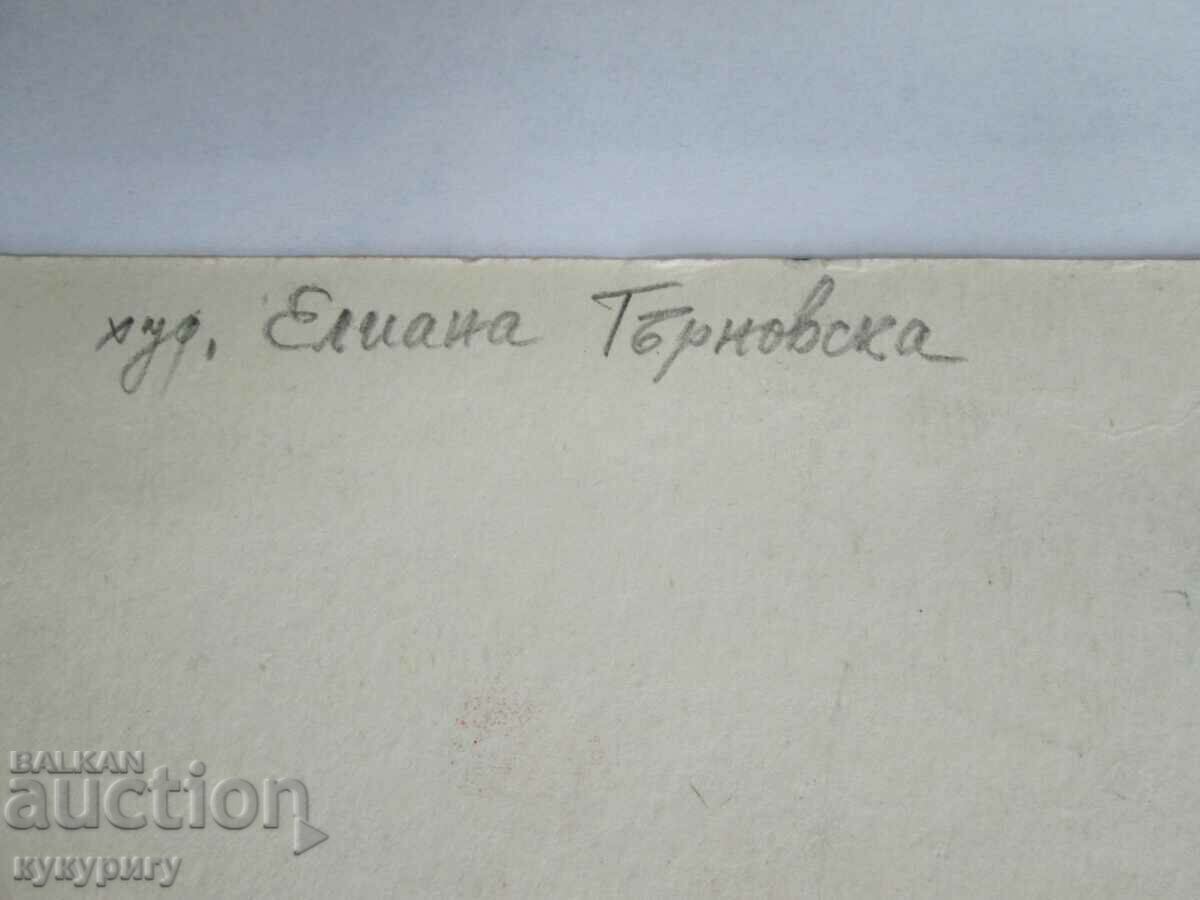 худ. Елиана Търновска
BALKAN
auction
кукуригу